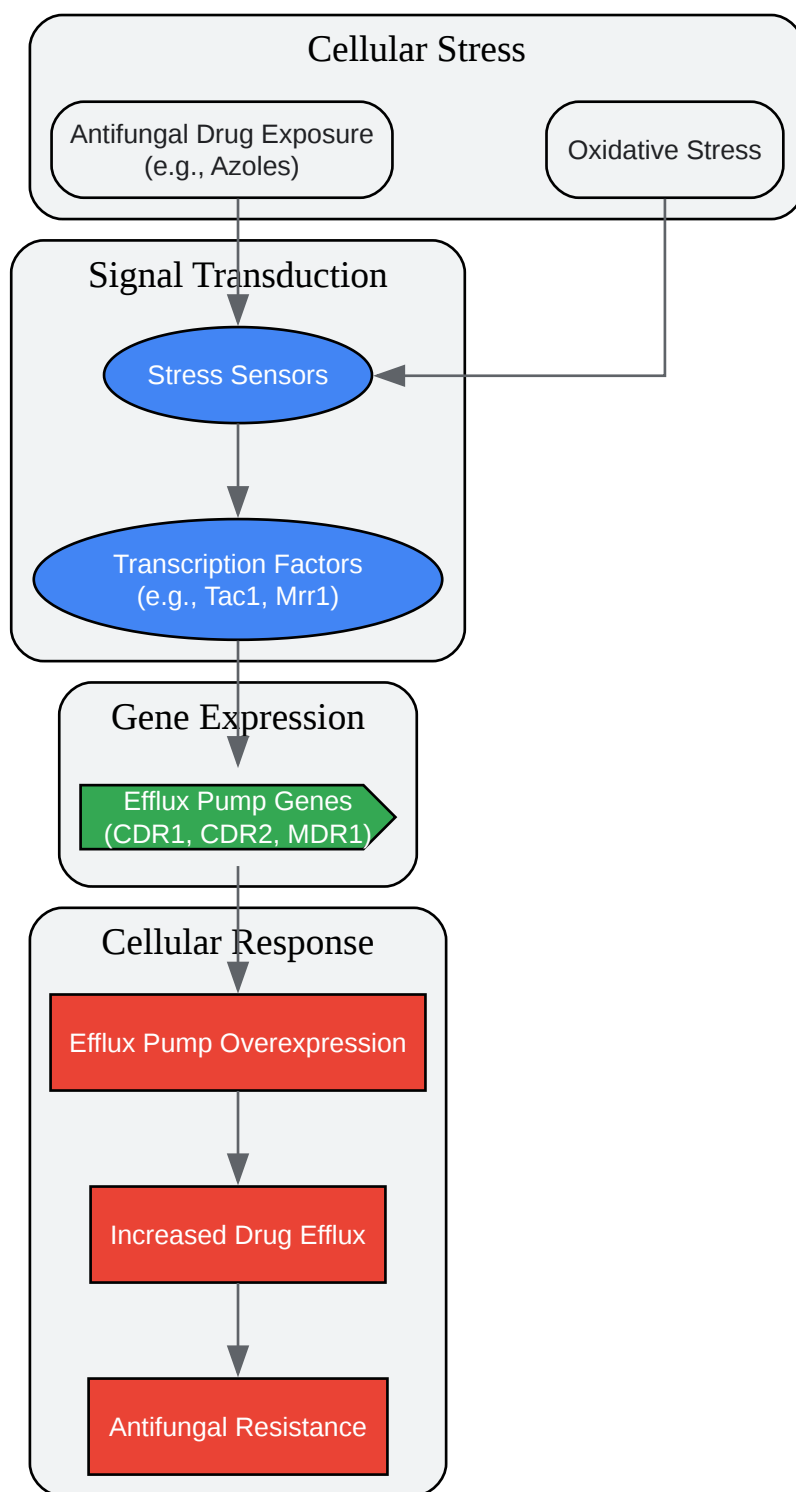 Cellular Stress
Antifungal Drug Exposure
(e.g., Azoles)
Oxidative Stress
Signal Transduction
Stress Sensors
Transcription Factors
(e.g., Tac1, Mrr1)
Gene Expression
Efflux Pump Genes
(CDR1, CDR2, MDR1)
Cellular Response
Efflux Pump Overexpression
Increased Drug Efflux
Antifungal Resistance